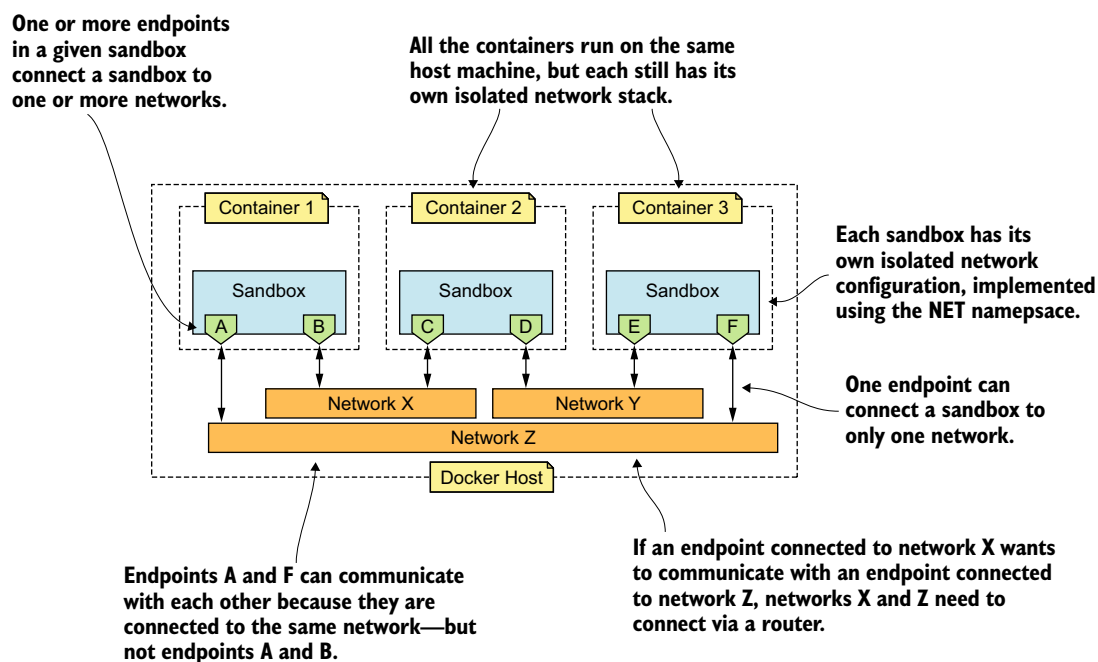 One or more endpoints
in a given sandbox
connect a sandbox to
one or more networks.
All the containers run on the same
host machine, but each still has its
own isolated network stack.
Container 1
Container 2
Container 3
Sandbox
Sandbox
Sandbox
A
B
C
D
E
F
Each sandbox has its
own isolated network
configuration, implemented
using the NET namepsace.
Network X
Network Y
Network Z
One endpoint can
connect a sandbox to
only one network.
Docker Host
Endpoints A and F can communicate
with each other because they are
connected to the same network—but
not endpoints A and B.
If an endpoint connected to network X wants
to communicate with an endpoint connected
to network Z, networks X and Z need to
connect via a router.